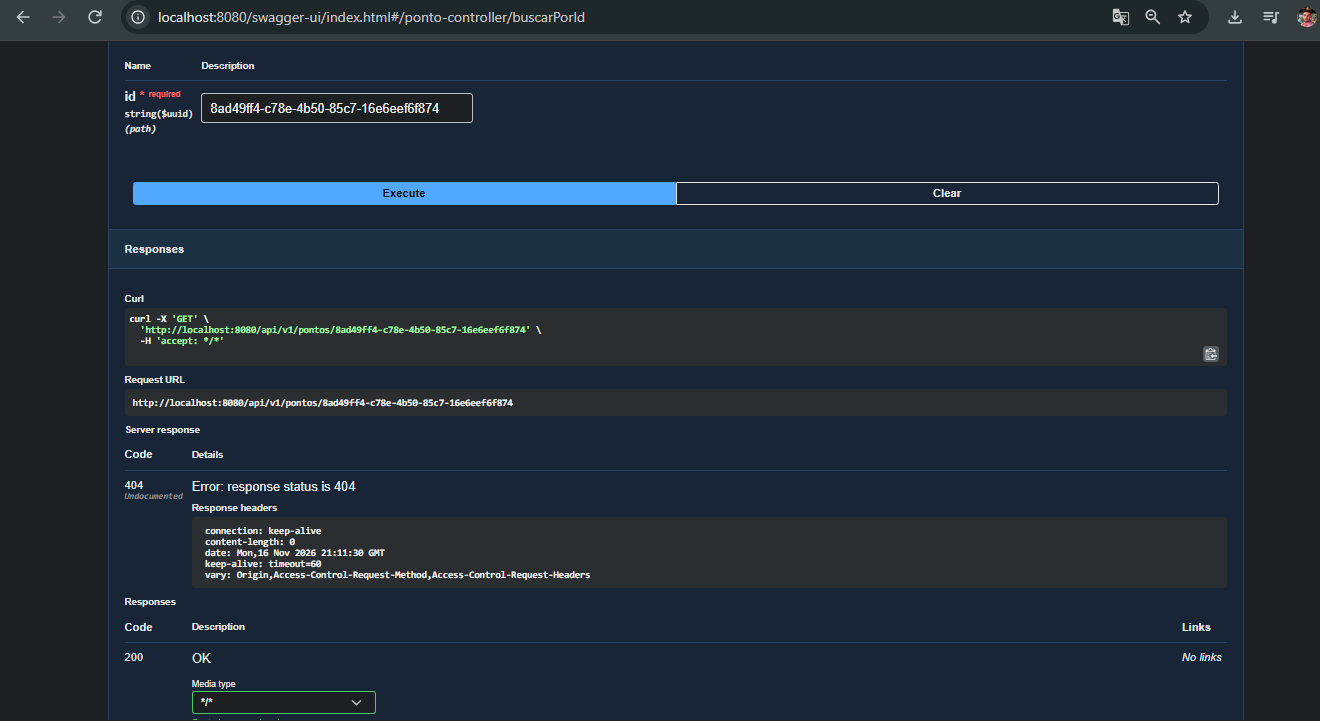 localhost:8080/swagger-ui/index.html#/ponto-controller/buscarPorId
Name Description
id * required
string($uuid)
(path)
8ad49ff4-c78e-4b50-85c7-16e6eef6f874
Execute Clear
Responses
Curl
curl -X 'GET' \
'http://localhost:8080/api/v1/pontos/8ad49ff4-c78e-4b50-85c7-16e6eef6f874' \
-H 'accept: */*'
Request URL
http://localhost:8080/api/v1/pontos/8ad49ff4-c78e-4b50-85c7-16e6eef6f874
Server response
Code Details
404 Error: response status is 404
Undocumented
Response headers
connection: keep-alive
content-length: 0
date: Mon,16 Nov 2026 21:11:30 GMT
keep-alive: timeout=60
vary: Origin,Access-Control-Request-Method,Access-Control-Request-Headers
Responses
Code Description Links
200 OK No links
Media type
*/*